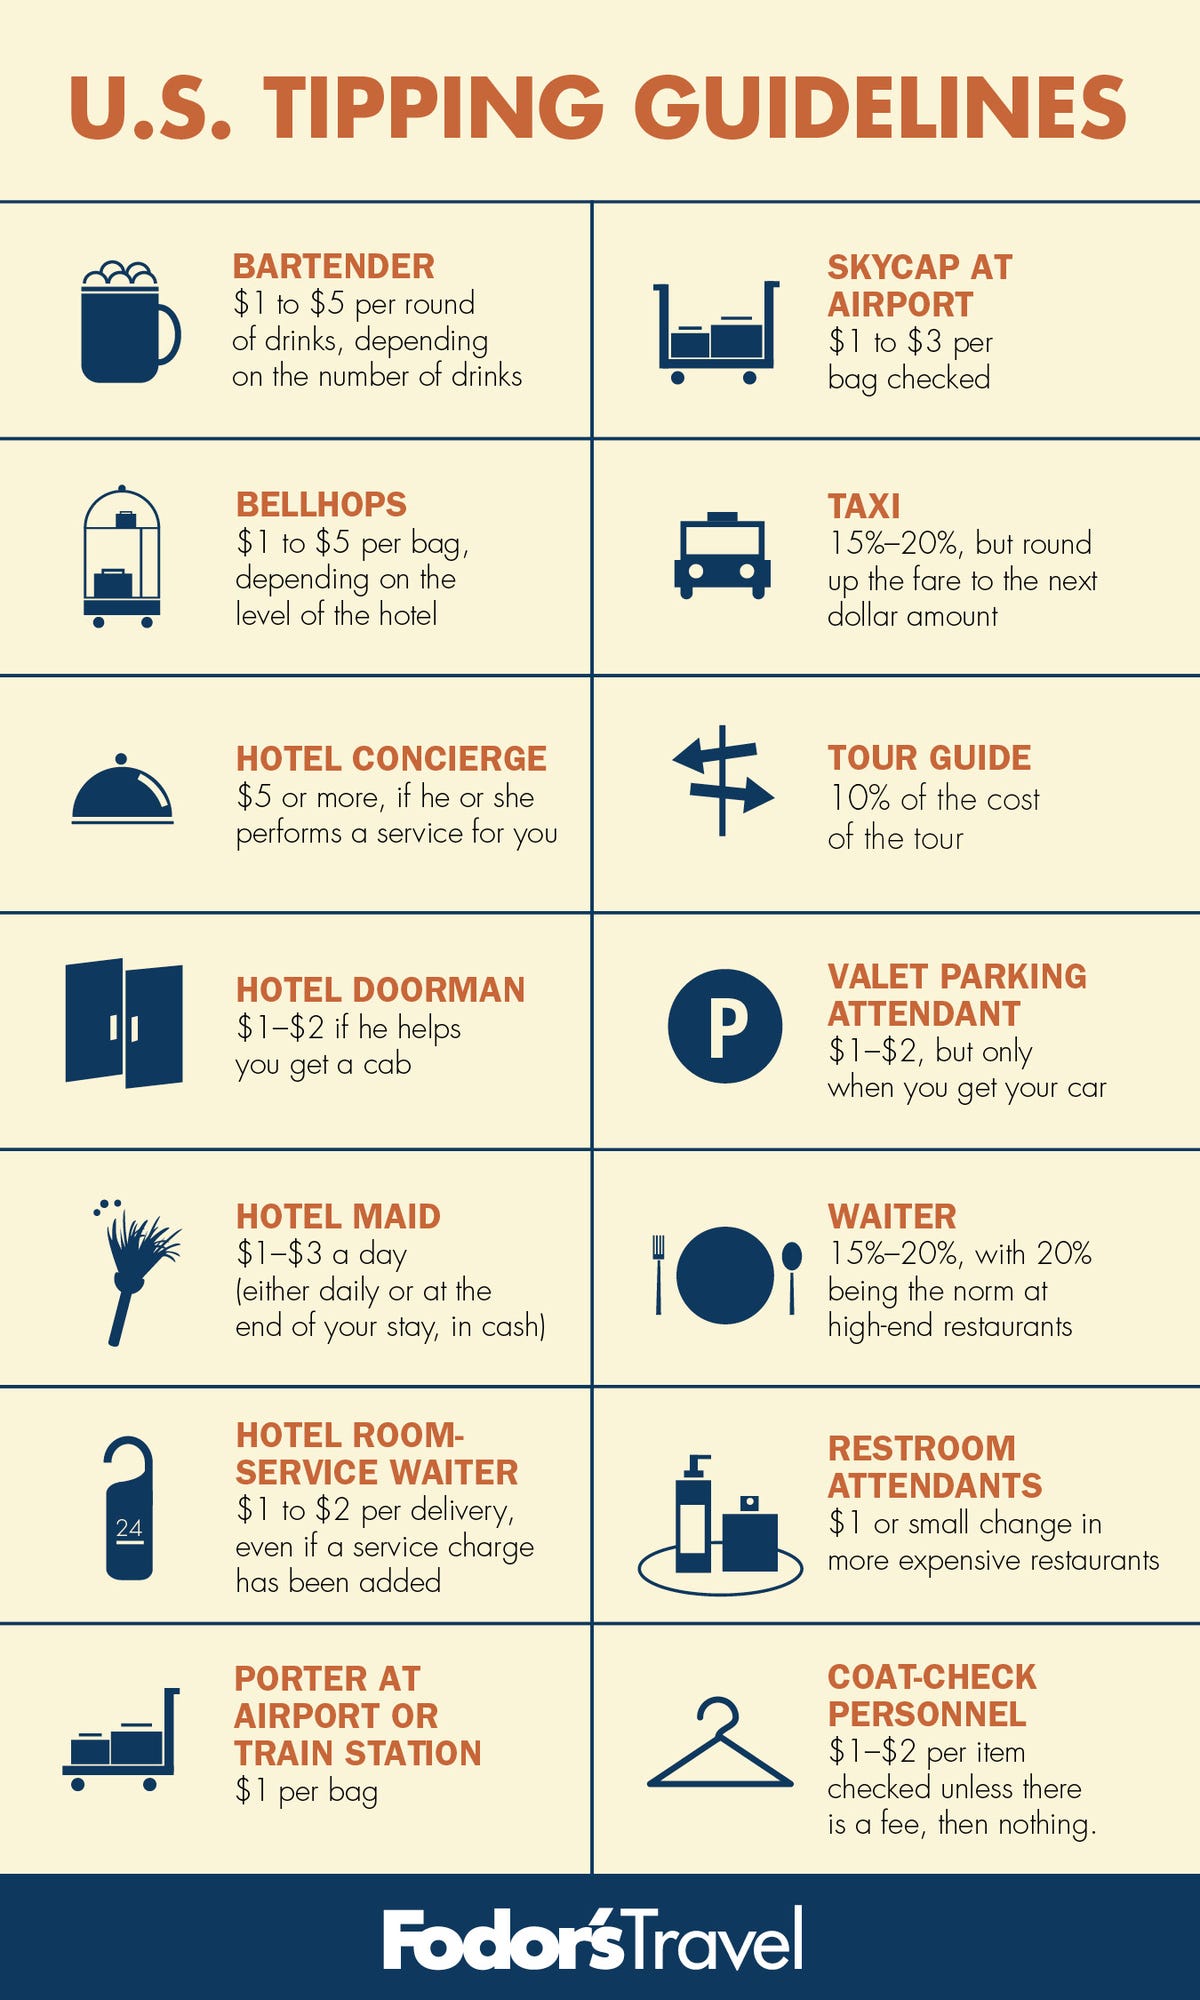 U.S. TIPPING GUIDELINES
BARTENDER
$1 to $5 per round
of drinks, depending
on the number of drinks
SKYCAP AT
AIRPORT
$1 to $3 per
bag checked
BELLHOPS
$1 to $5 per bag,
depending on the
level of the hotel
TAXI
15%–20%, but round
up the fare to the next
dollar amount
HOTEL CONCIERGE
$5 or more, if he or she
performs a service for you
TOUR GUIDE
10% of the cost
of the tour
HOTEL DOORMAN
$1–$2 if he helps
you get a cab
P
VALET PARKING
ATTENDANT
$1–$2, but only
when you get your car
HOTEL MAID
$1–$3 a day
(either daily or at the
end of your stay, in cash)
WAITER
15%–20%, with 20%
being the norm at
high-end restaurants
24
HOTEL ROOM-
SERVICE WAITER
$1 to $2 per delivery,
even if a service charge
has been added
RESTROOM
ATTENDANTS
$1 or small change in
more expensive restaurants
PORTER AT
AIRPORT OR
TRAIN STATION
$1 per bag
COAT-CHECK
PERSONNEL
$1–$2 per item
checked unless there
is a fee, then nothing.
Fodor'sTravel